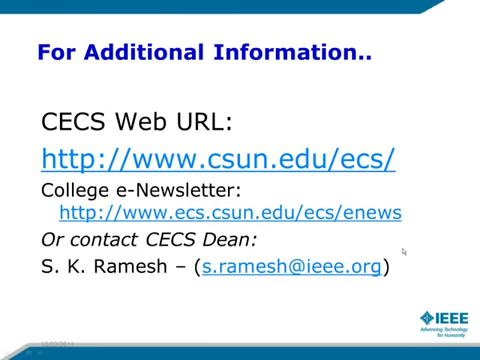 For Additional Information..
CECS Web URL:
http://www.csun.edu/ecs/
College e-Newsletter:
http://www.ecs.csun.edu/ecs/enews
Or contact CECS Dean:
S. K. Ramesh – (s.ramesh@ieee.org)
IEEE
Advancing Technology
for Humanity